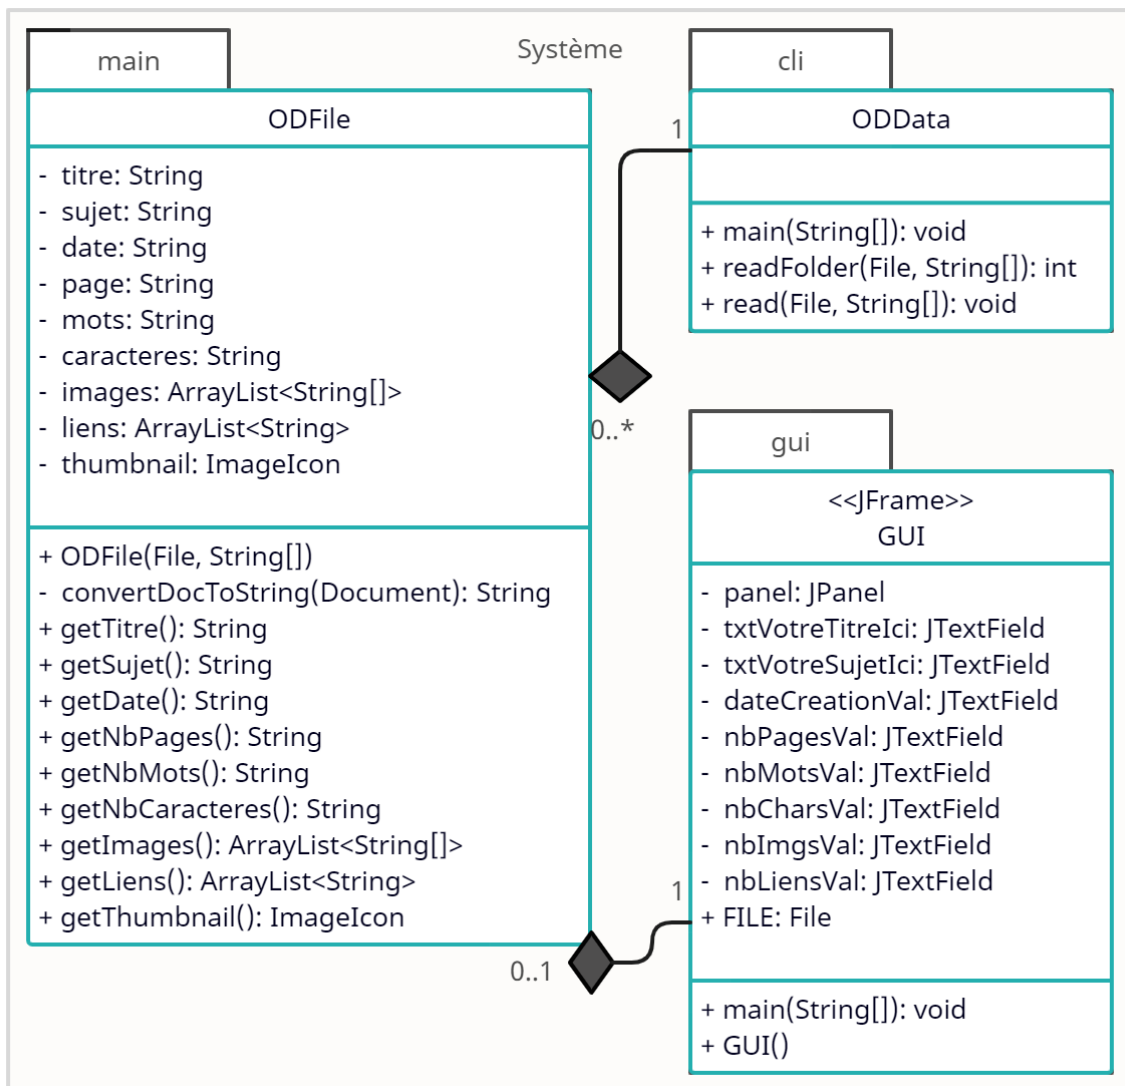 Système
main
ODFile
- titre: String
- sujet: String
- date: String
- page: String
- mots: String
- caracteres: String
- images: ArrayList<String[]>
- liens: ArrayList<String>
- thumbnail: ImageIcon
+ ODFile(File, String[])
- convertDocToString(Document): String
+ getTitre(): String
+ getSujet(): String
+ getDate(): String
+ getNbPages(): String
+ getNbMots(): String
+ getNbCaracteres(): String
+ getImages(): ArrayList<String[]>
+ getLiens(): ArrayList<String>
+ getThumbnail(): ImageIcon
1
0..*
cli
ODData
+ main(String[]): void
+ readFolder(File, String[]): int
+ read(File, String[]): void
gui
<<JFrame>>
GUI
- panel: JPanel
- txtVotreTitreIci: JTextField
- txtVotreSujetIci: JTextField
- dateCreationVal: JTextField
- nbPagesVal: JTextField
- nbMotsVal: JTextField
- nbCharsVal: JTextField
- nbImgsVal: JTextField
- nbLiensVal: JTextField
+ FILE: File
+ main(String[]): void
+ GUI()
1
0..1